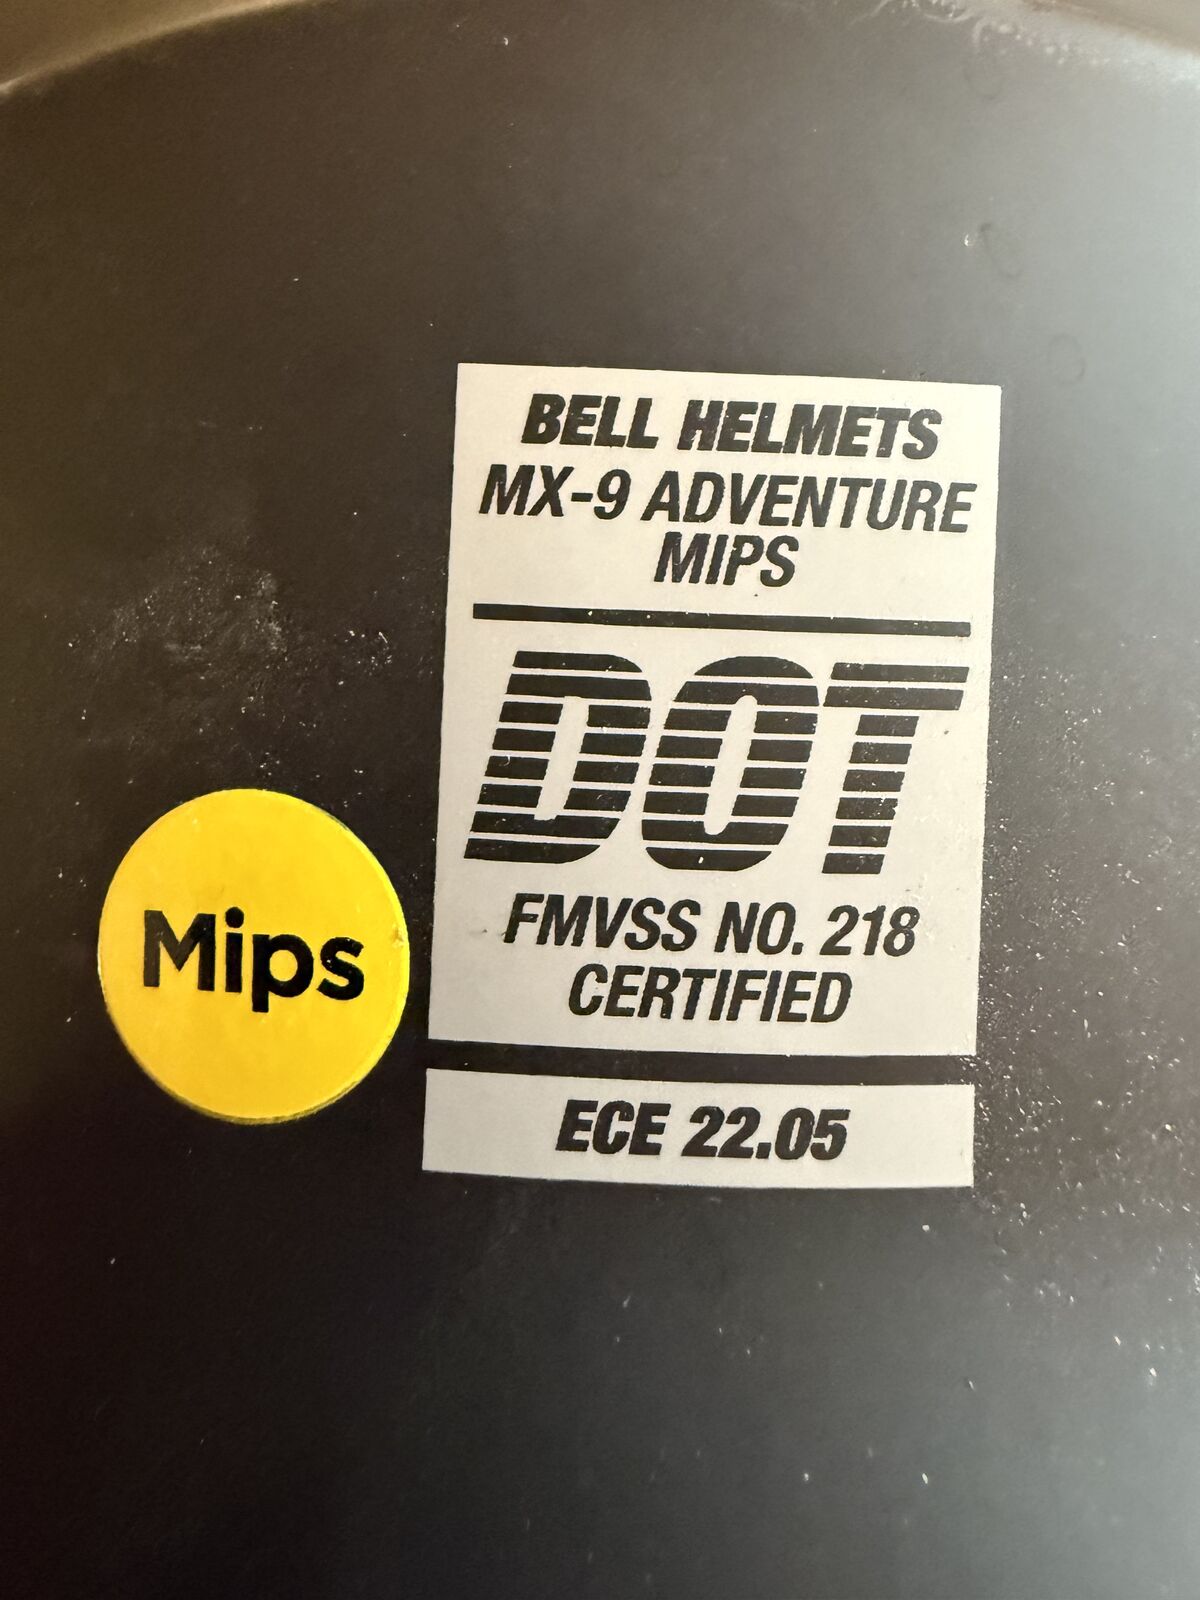 BELL HELMETS
MX-9 ADVENTURE
MIPS
DOT
FMVSS NO. 218
CERTIFIED
ECE 22.05
Mips